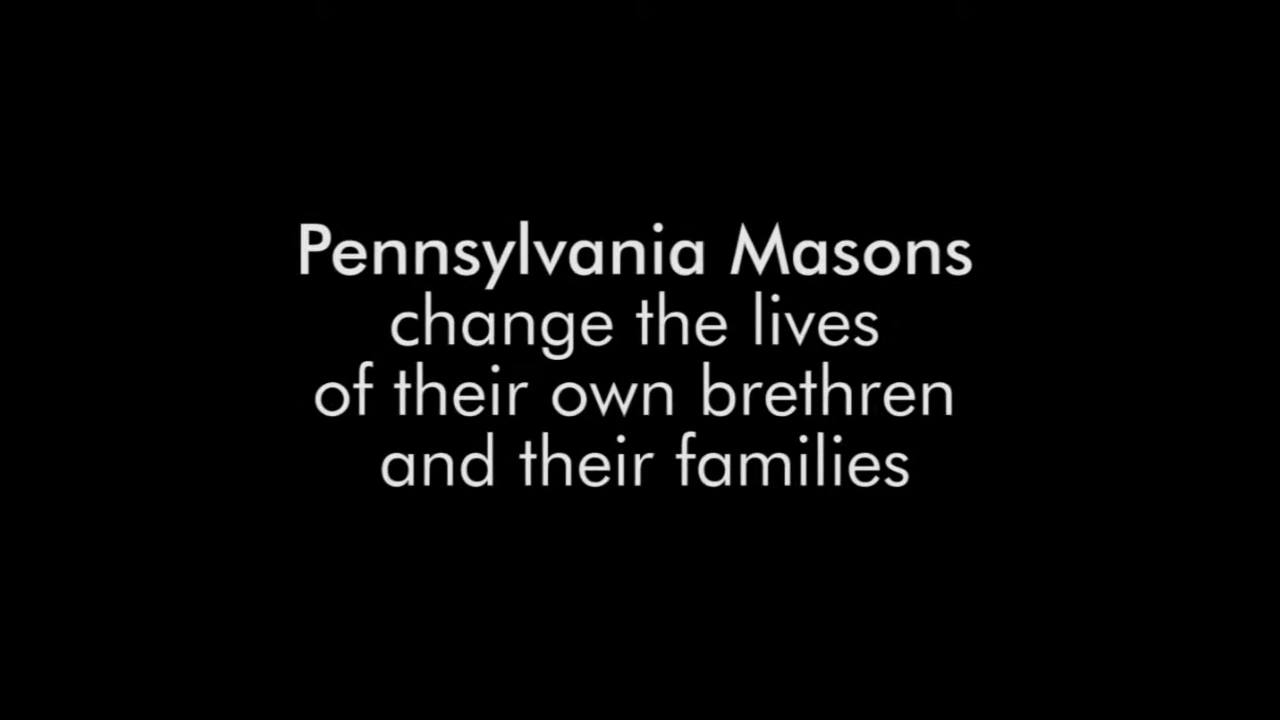 Pennsylvania Masons
change the lives
of their own brethren
and their families